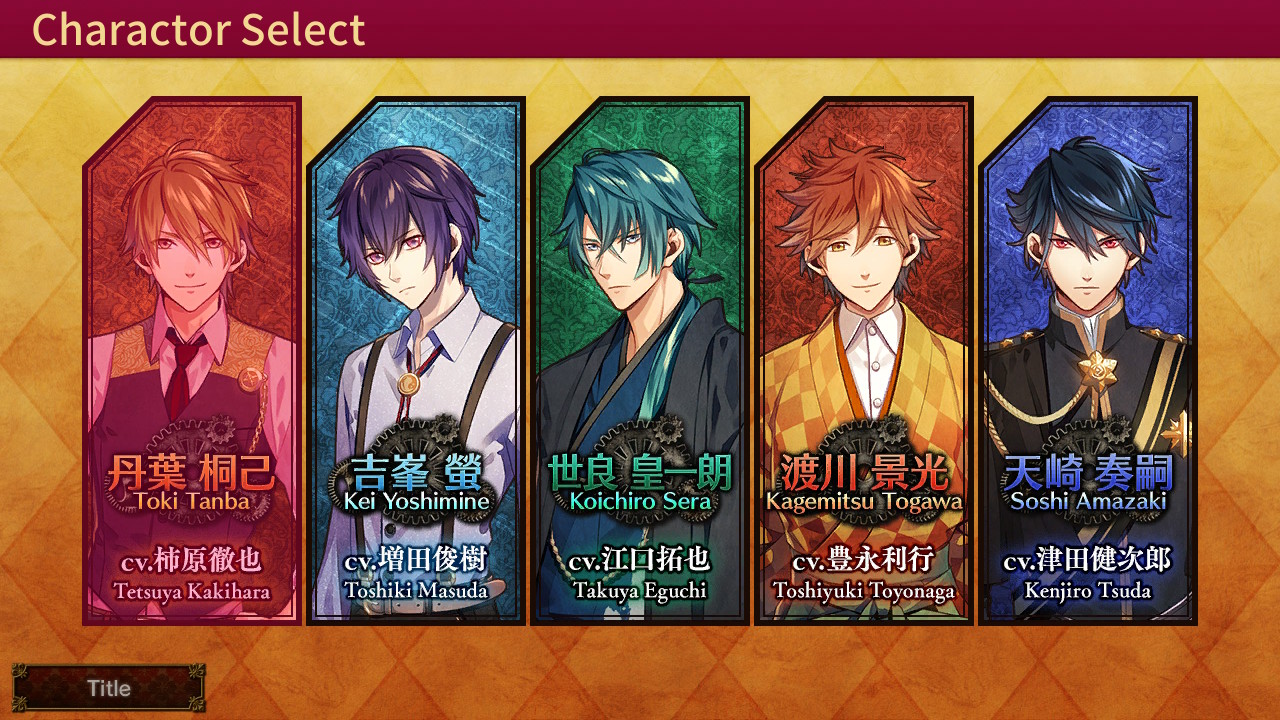 Charactor Select
丹葉 桐己
Toki Tanba
cv.柿原徹也
Tetsuya Kakihara
吉峯 螢
Kei Yoshimine
cv.増田俊樹
Toshiki Masuda
世良 皇一朗
Koichiro Sera
cv.江口拓也
Takuya Eguchi
渡川 景光
Kagemitsu Togawa
cv.豊永利行
Toshiyuki Toyonaga
天崎 奏嗣
Soshi Amazaki
cv.津田健次郎
Kenjiro Tsuda
Title